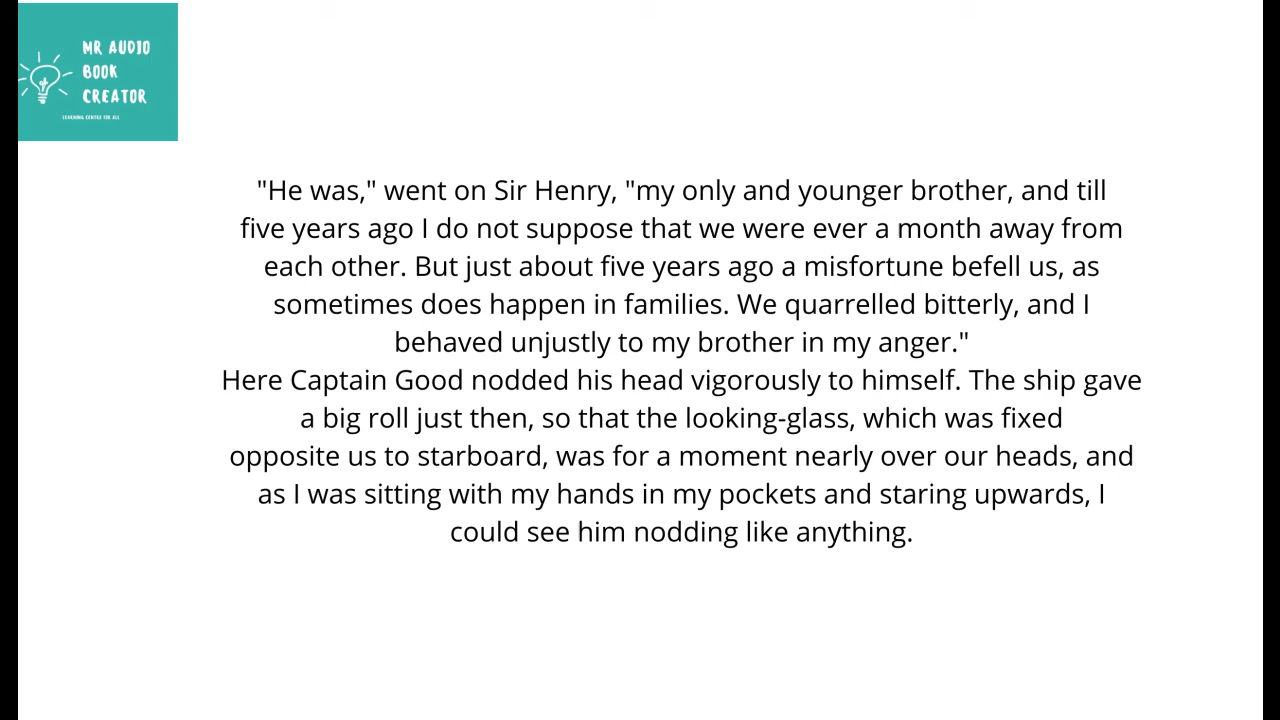 MR AUDIO
BOOK
CREATOR
LEARNING CENTRE FOR ALL
"He was," went on Sir Henry, "my only and younger brother, and till
five years ago I do not suppose that we were ever a month away from
each other. But just about five years ago a misfortune befell us, as
sometimes does happen in families. We quarrelled bitterly, and I
behaved unjustly to my brother in my anger."
Here Captain Good nodded his head vigorously to himself. The ship gave
a big roll just then, so that the looking-glass, which was fixed
opposite us to starboard, was for a moment nearly over our heads, and
as I was sitting with my hands in my pockets and staring upwards, I
could see him nodding like anything.